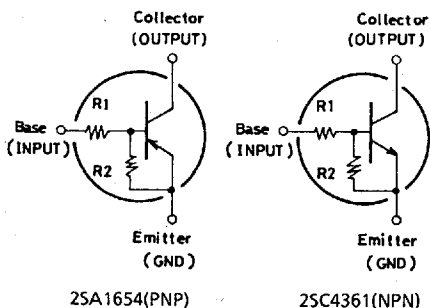 Collector
(OUTPUT)
R1
Base
(INPUT)
R2
Emitter
(GND)
2SA1654(PNP)
Collector
(OUTPUT)
R1
Base
(INPUT)
R2
Emitter
(GND)
2SC4361(NPN)